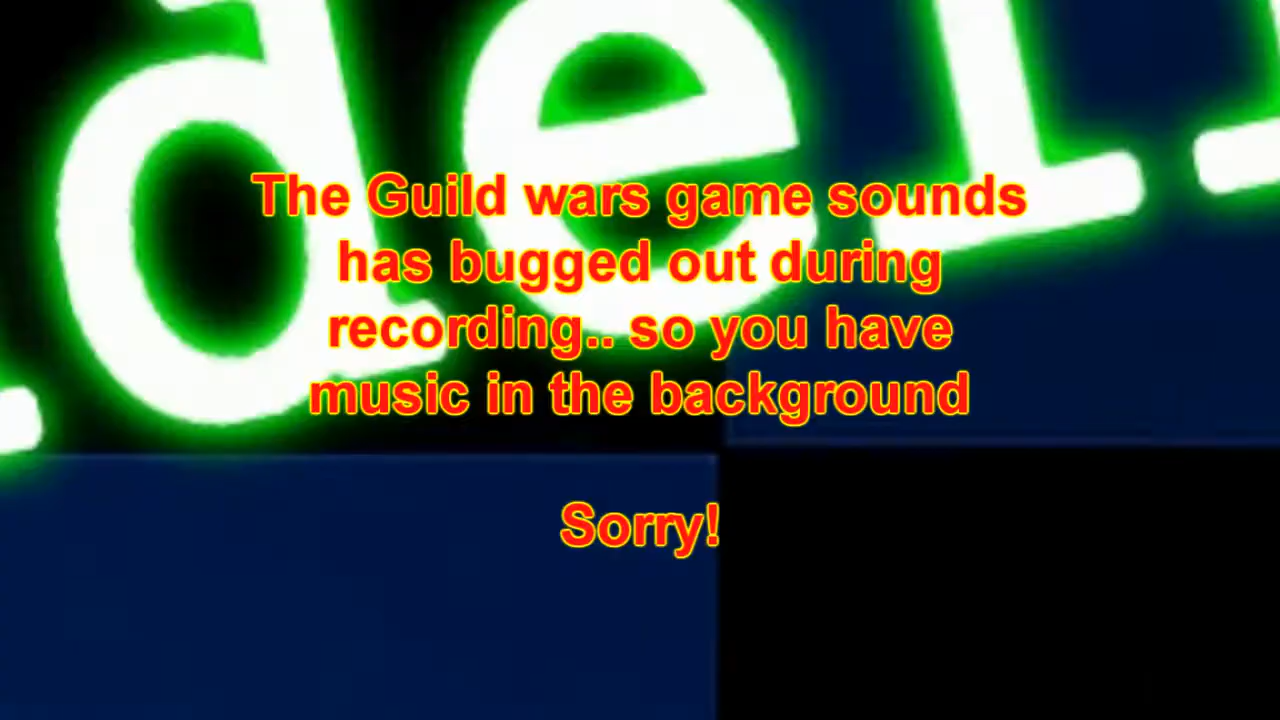 The Guild wars game sounds
has bugged out during
recording.. so you have
music in the background
Sorry!